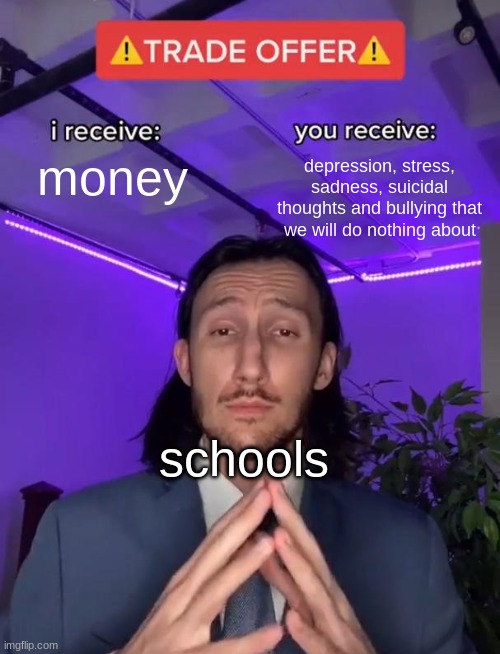 ⚠️TRADE OFFER⚠️
i receive:
you receive:
money
depression, stress,
sadness, suicidal
thoughts and bullying that
we will do nothing about
schools
imgflip.com